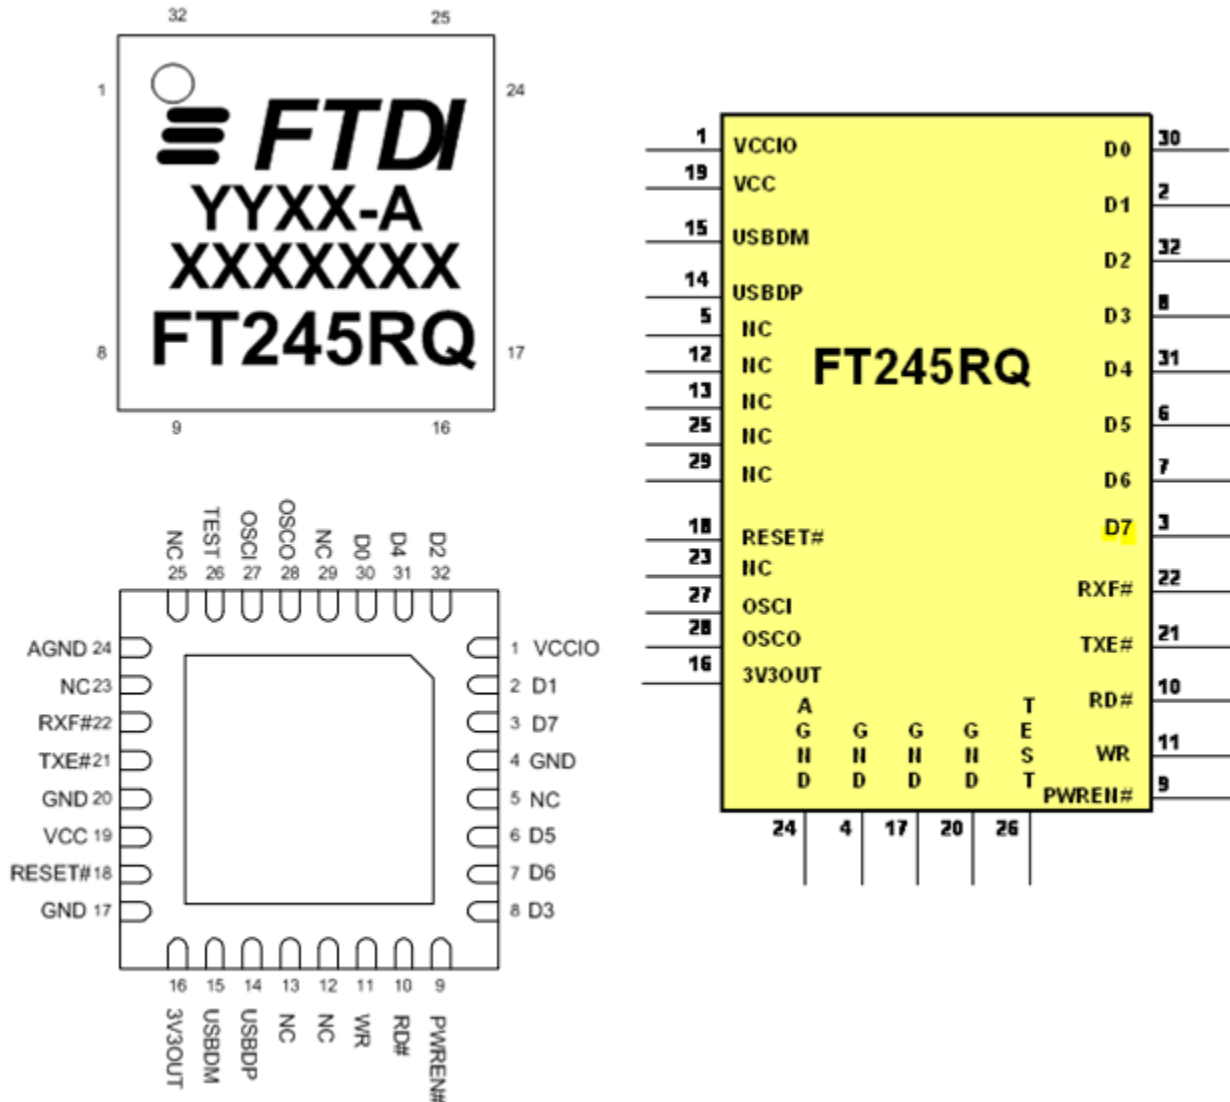 32 25
1 24
FTDI
YYXX-A
XXXXXXX
FT245RQ
8 17
9 16
NC TEST OSCI OSCO NC D0 D4 D2
25 26 27 28 29 30 31 32
AGND 24 1 VCCIO
NC 23 2 D1
RXF# 22 3 D7
TXE# 21 4 GND
GND 20 5 NC
VCC 19 6 D5
RESET# 18 7 D6
GND 17 8 D3
16 15 14 13 12 11 10 9
3V3OUT USBDM USBDP NC NC WR RD# PWREN#
FT245RQ
1 VCCIO
19 VCC
15 USBDM
14 USBDP
5 NC
12 NC
13 NC
25 NC
29 NC
18 RESET#
23 NC
27 OSCI
28 OSCO
16 3V3OUT
D0 30
D1 2
D2 32
D3 8
D4 31
D5 6
D6 7
D7 3
RXF# 22
TXE# 21
RD# 10
WR 11
PWREN# 9
AGND GND GND GND TEST
24 4 17 20 26